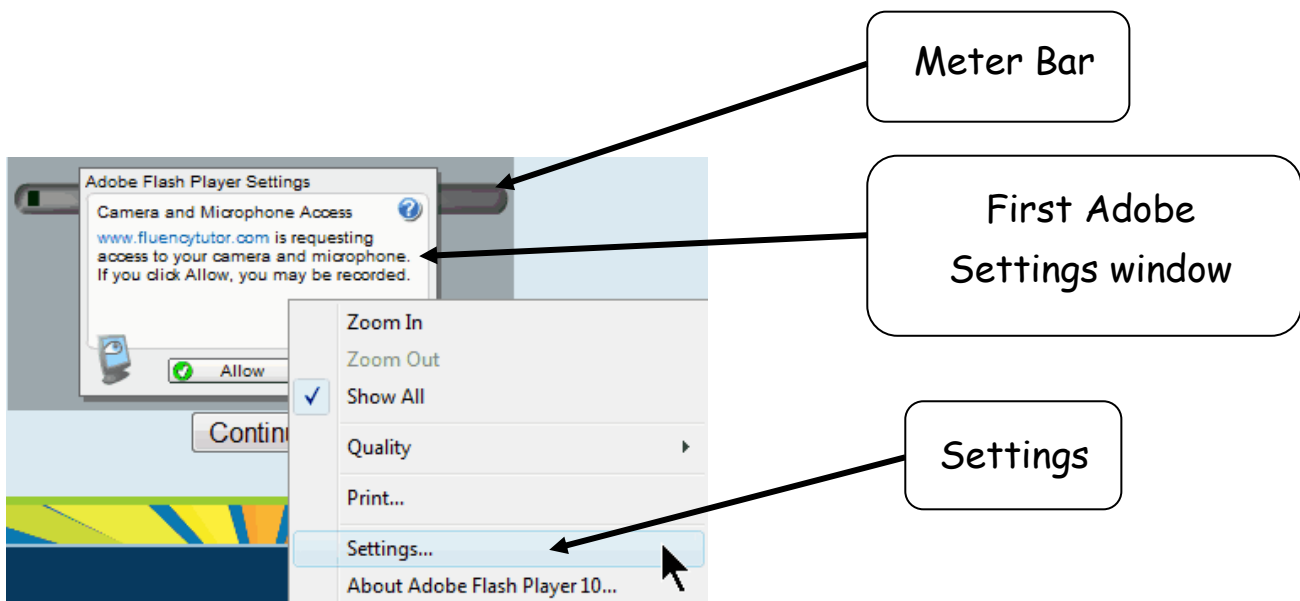 Meter Bar
First Adobe
Settings window
Adobe Flash Player Settings
Camera and Microphone Access
www.fluencytutor.com is requesting
access to your camera and microphone.
If you click Allow, you may be recorded.
Allow
Zoom In
Zoom Out
Show All
Quality
Print...
Settings...
About Adobe Flash Player 10...
Settings